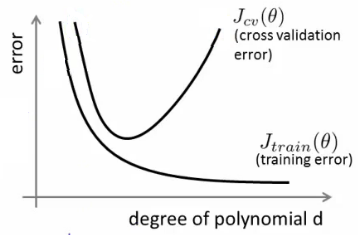 J_cv(θ)
(cross validation
error)
error
J_train(θ)
(training error)
degree of polynomial d